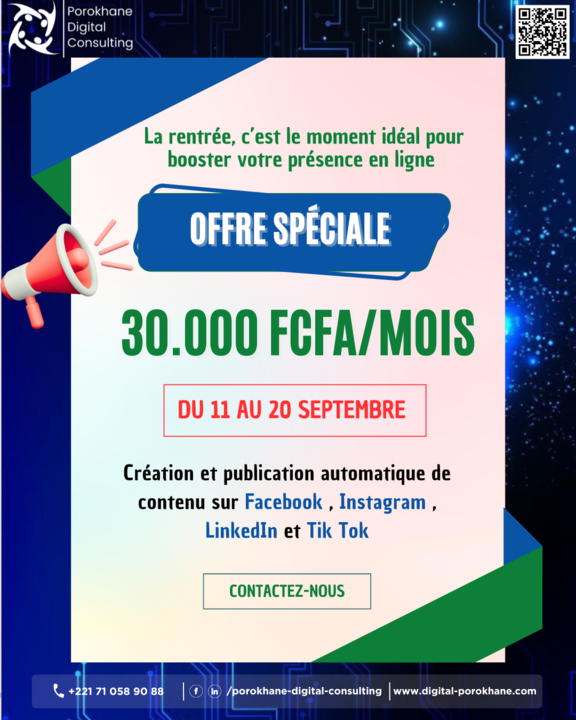 Porokhane
Digital
Consulting
La rentrée, c'est le moment idéal pour
booster votre présence en ligne
OFFRE SPÉCIALE
30.000 FCFA/MOIS
DU 11 AU 20 SEPTEMBRE
Création et publication automatique de
contenu sur Facebook , Instagram ,
LinkedIn et Tik Tok
CONTACTEZ-NOUS
+221 71 058 90 88 | /porokhane-digital-consulting | www.digital-porokhane.com